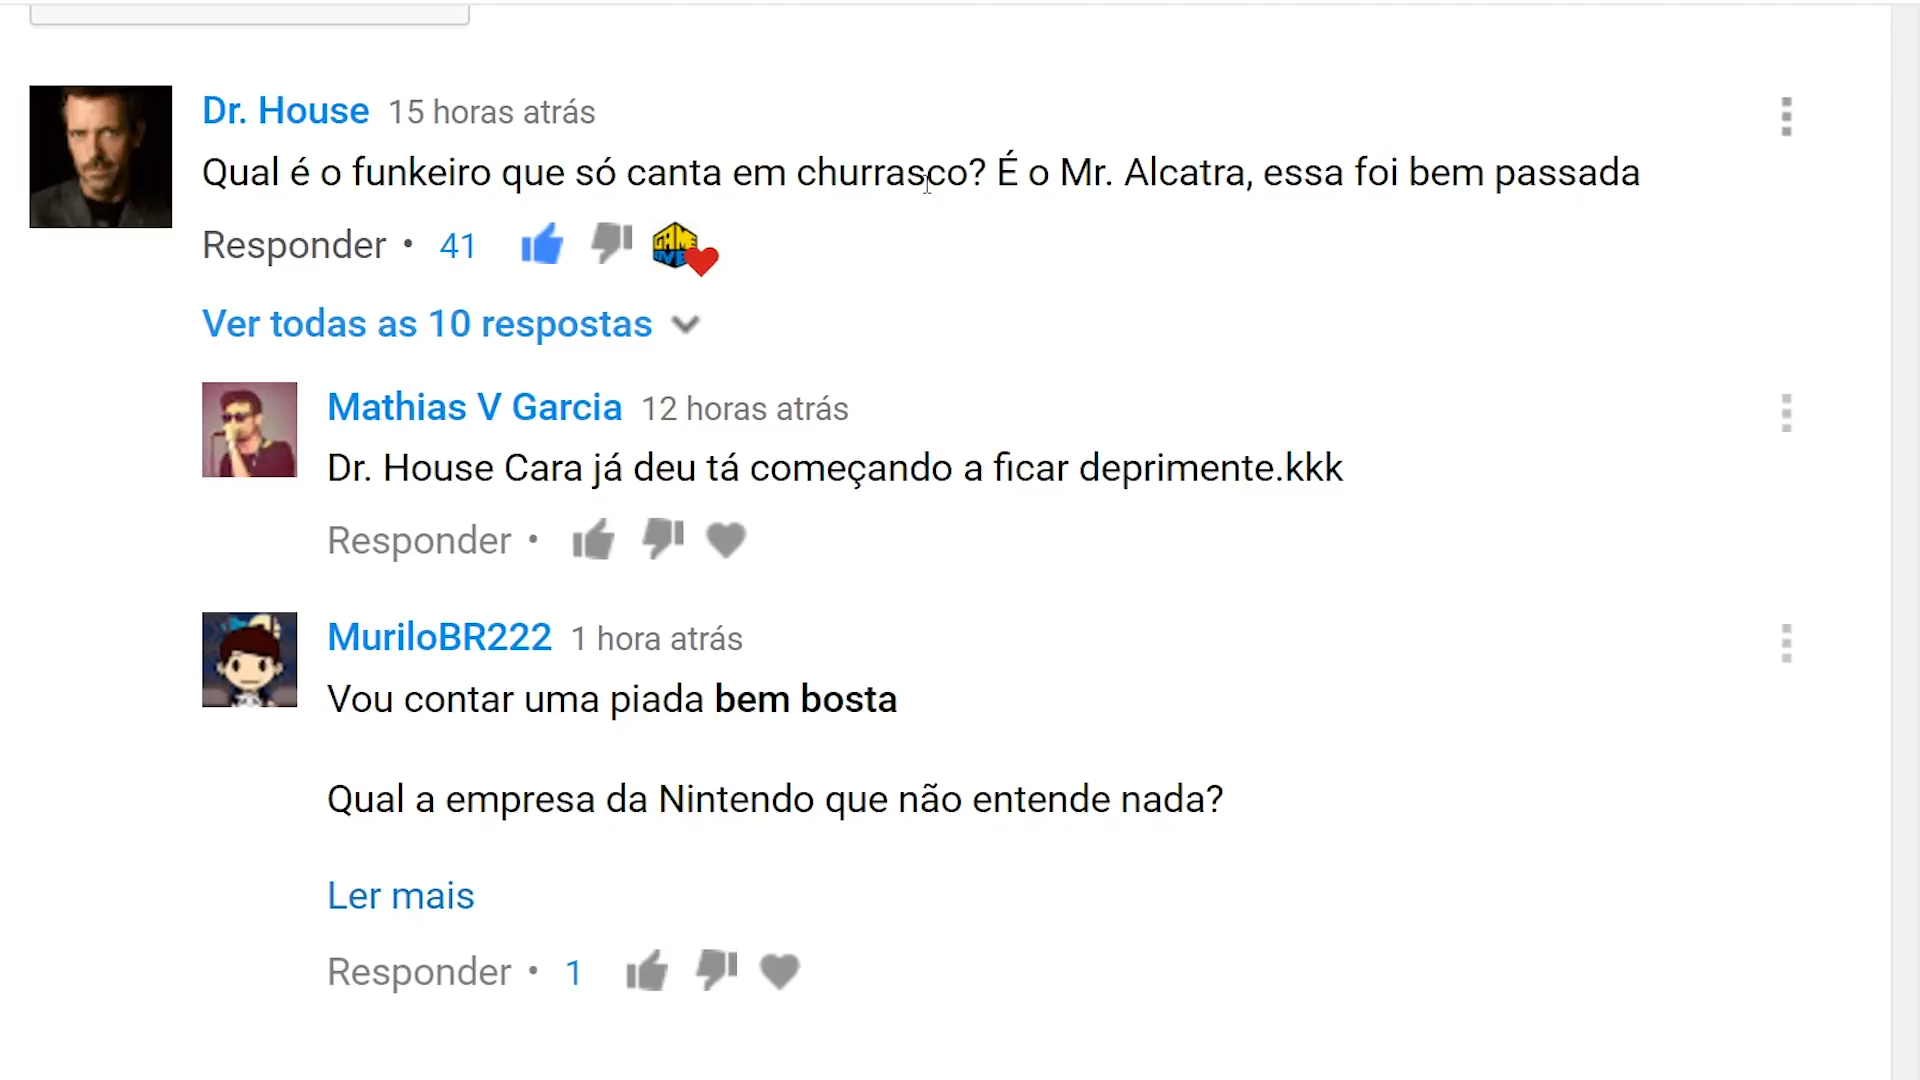 Dr. House 15 horas atrás
Qual é o funkeiro que só canta em churrasco? É o Mr. Alcatra, essa foi bem passada
Responder • 41
GAME
Ver todas as 10 respostas
Mathias V Garcia 12 horas atrás
Dr. House Cara já deu tá começando a ficar deprimente.kkk
Responder •
MuriloBR222 1 hora atrás
Vou contar uma piada bem bosta
Qual a empresa da Nintendo que não entende nada?
Ler mais
Responder • 1